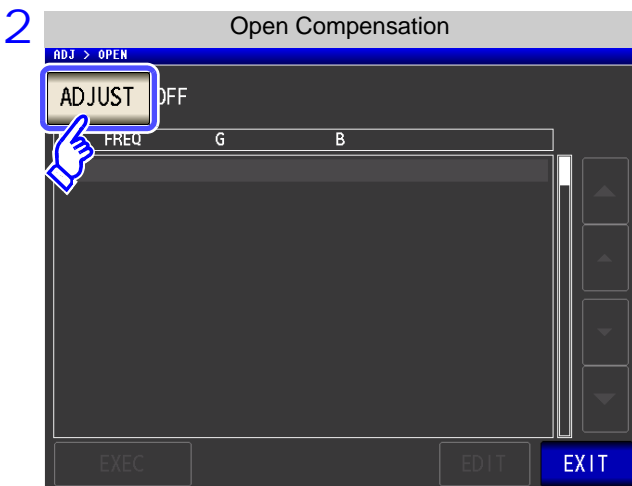 2
Open Compensation
ADJ > OPEN
ADJUST OFF
FREQ G B
EXEC EDIT EXIT